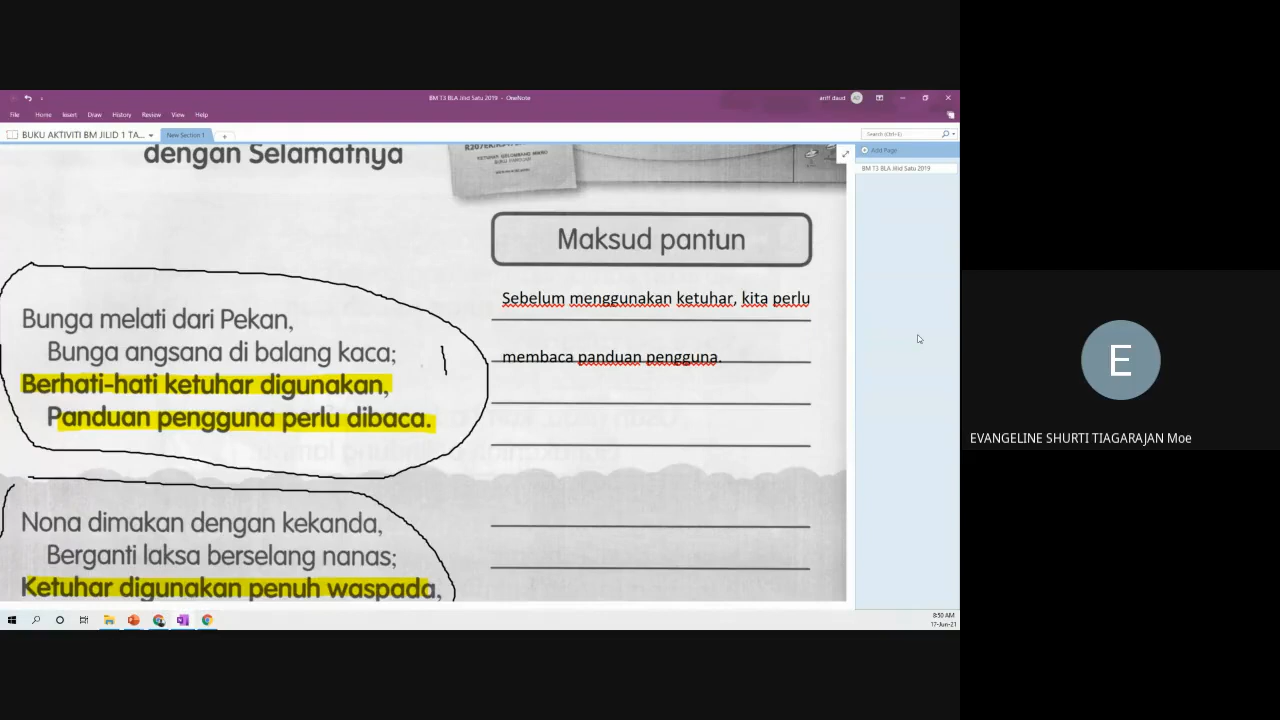 BM T3 BLA Jilid Satu 2019 - OneNote
ariff daud
File Home Insert Draw History Review View Help
BUKU AKTIVITI BM JILID 1 TA...
New Section 1
Search (Ctrl+E)
Add Page
BM T3 BLA Jilid Satu 2019
dengan Selamatnya
Maksud pantun
Bunga melati dari Pekan,
Bunga angsana di balang kaca;
Berhati-hati ketuhar digunakan,
Panduan pengguna perlu dibaca.
Sebelum menggunakan ketuhar, kita perlu
membaca panduan pengguna.
Nona dimakan dengan kekanda,
Berganti laksa berselang nanas;
Ketuhar digunakan penuh waspada,
E
EVANGELINE SHURTI TIAGARAJAN Moe
8:50 AM
17-Jun-21